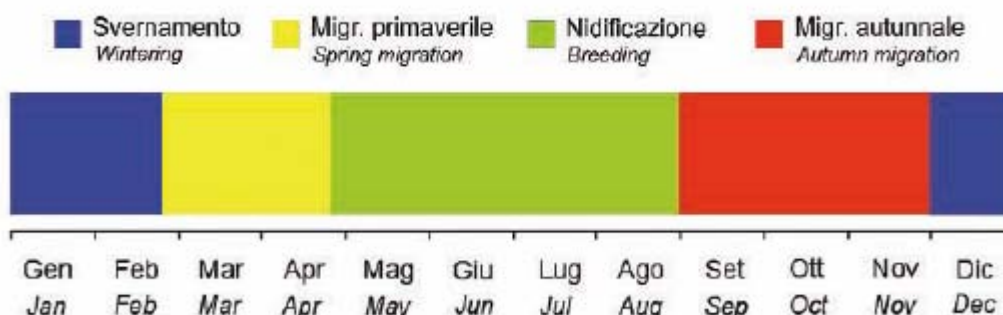 Svernamento Migr. primaverile Nidificazione Migr. autunnale
Wintering Spring migration Breeding Autumn migration
Gen Feb Mar Apr Mag Giu Lug Ago Set Ott Nov Dic
Jan Feb Mar Apr May Jun Jul Aug Sep Oct Nov Dec